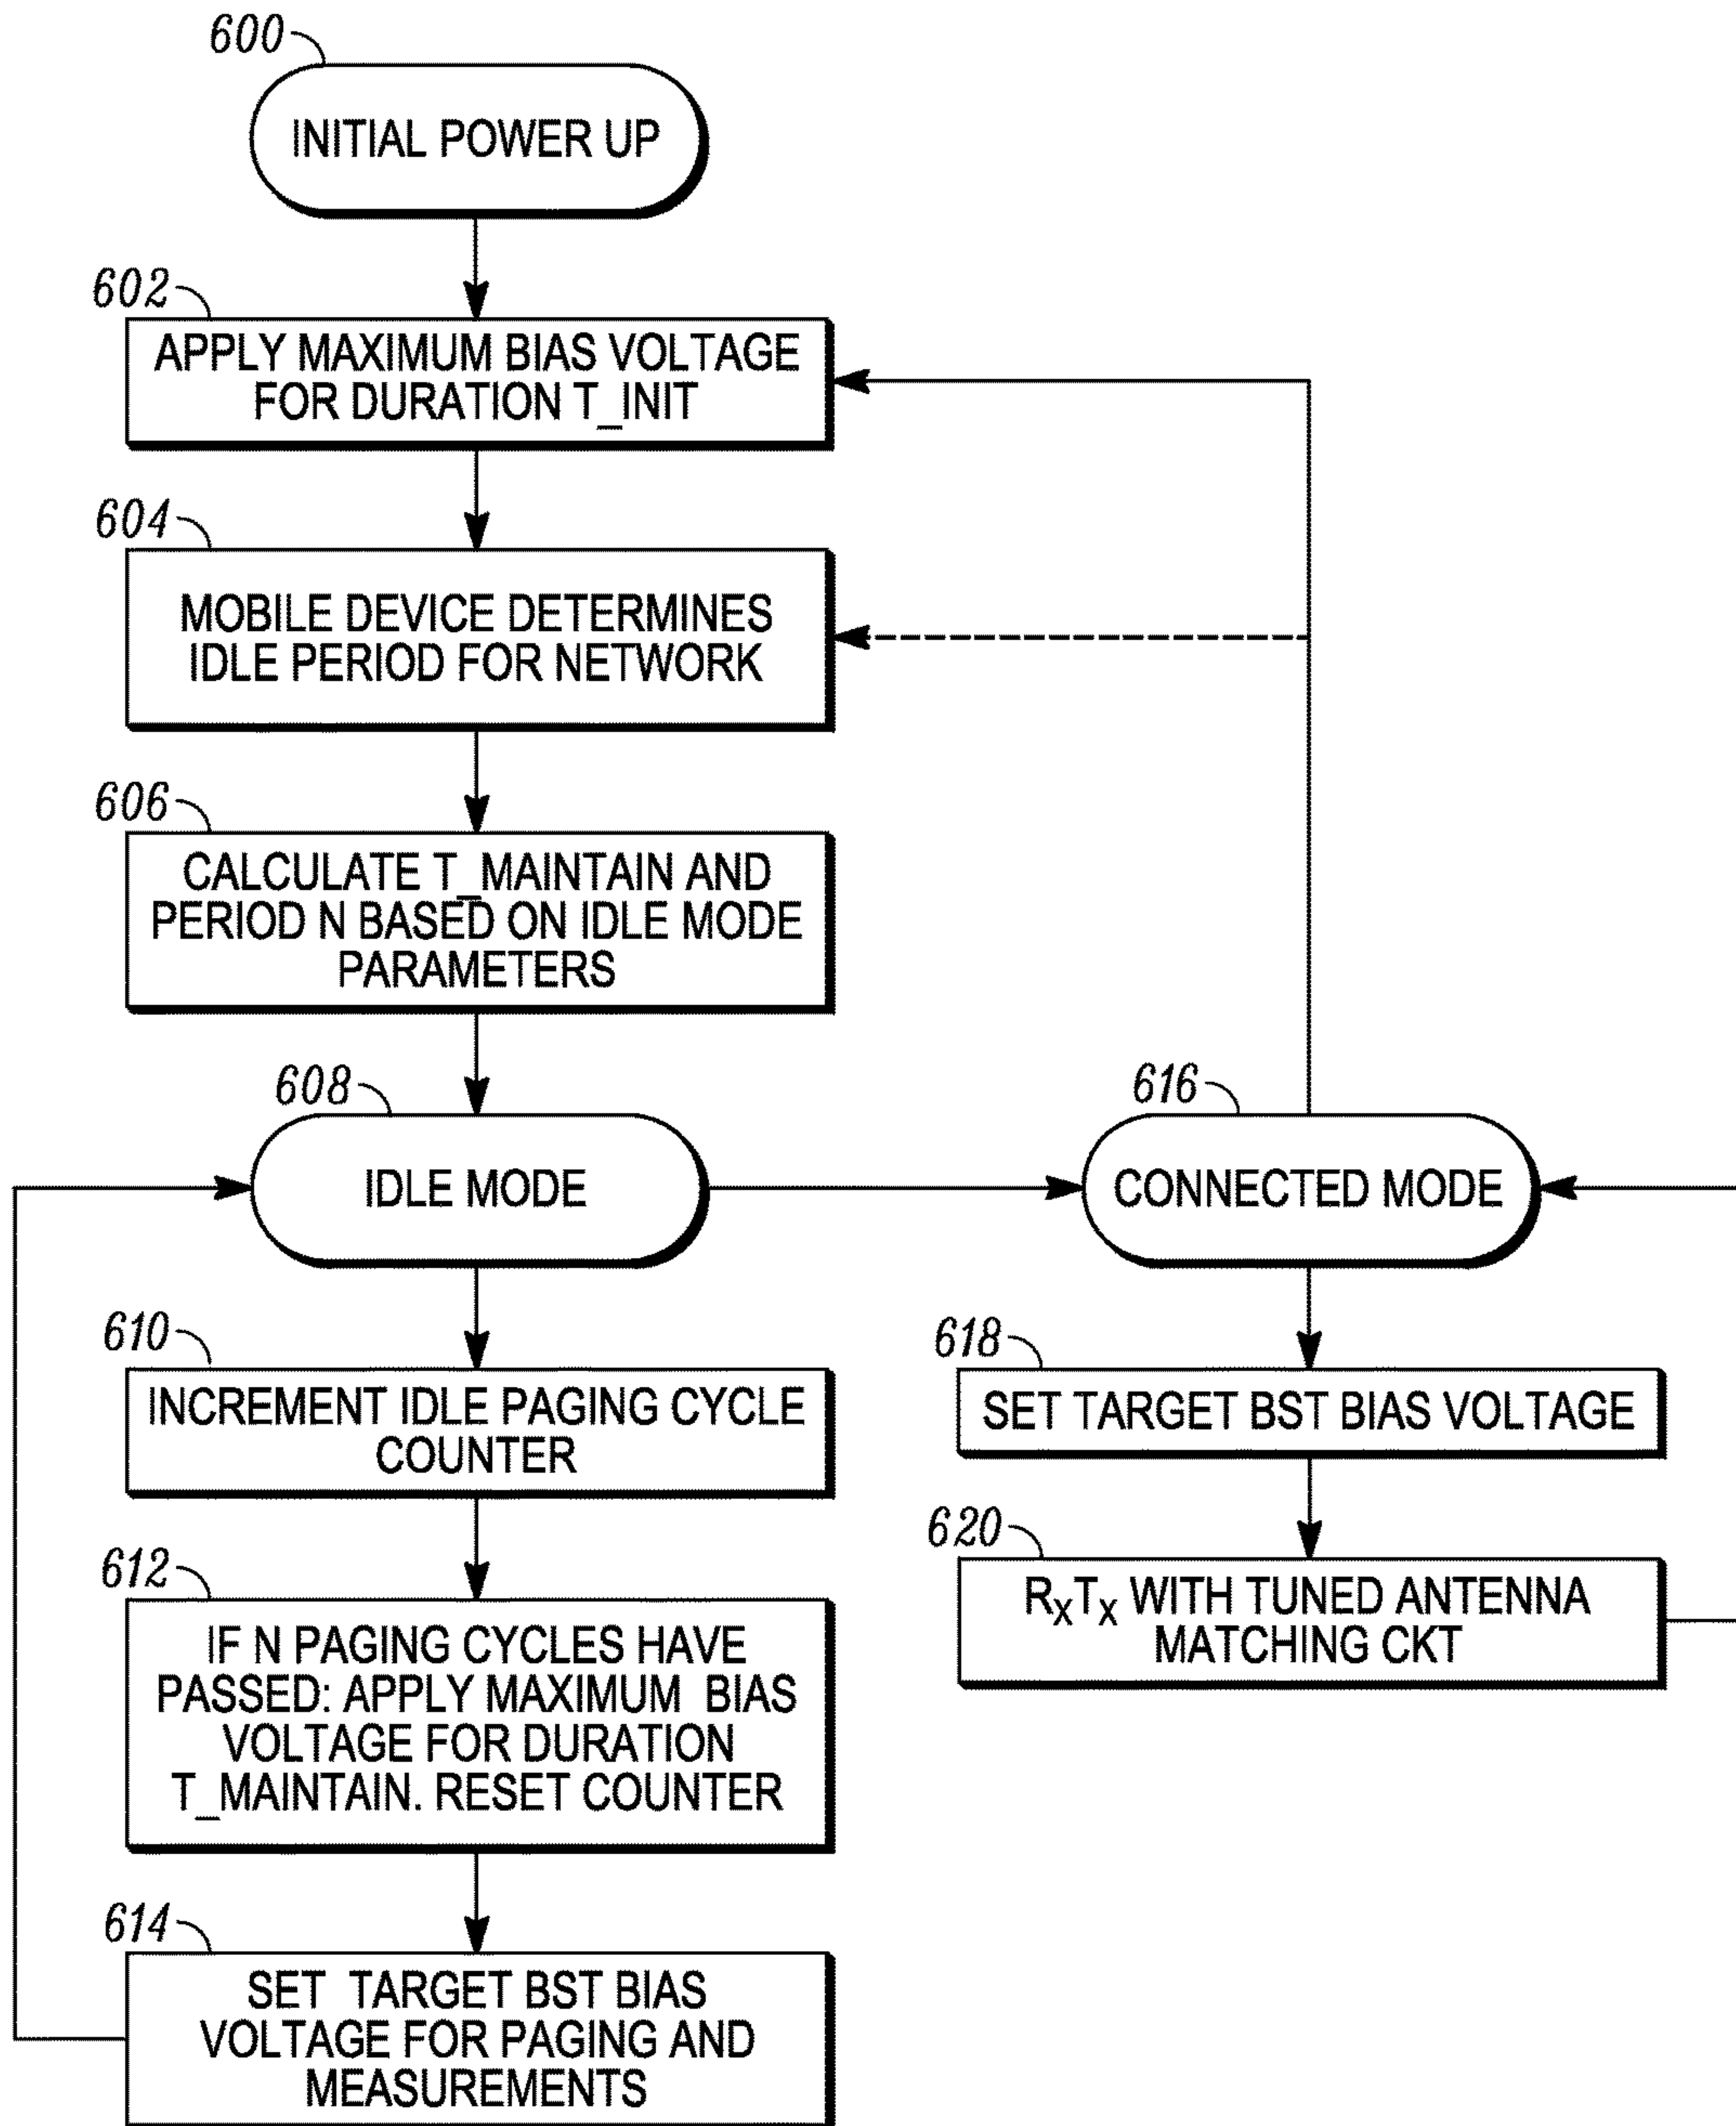 600
INITIAL POWER UP
602
APPLY MAXIMUM BIAS VOLTAGE
FOR DURATION T_INIT
604
MOBILE DEVICE DETERMINES
IDLE PERIOD FOR NETWORK
606
CALCULATE T_MAINTAIN AND
PERIOD N BASED ON IDLE MODE
PARAMETERS
608
IDLE MODE
616
CONNECTED MODE
610
INCREMENT IDLE PAGING CYCLE
COUNTER
618
SET TARGET BST BIAS VOLTAGE
612
IF N PAGING CYCLES HAVE
PASSED: APPLY MAXIMUM BIAS
VOLTAGE FOR DURATION
T_MAINTAIN. RESET COUNTER
620
RXTX WITH TUNED ANTENNA
MATCHING CKT
614
SET TARGET BST BIAS
VOLTAGE FOR PAGING AND
MEASUREMENTS